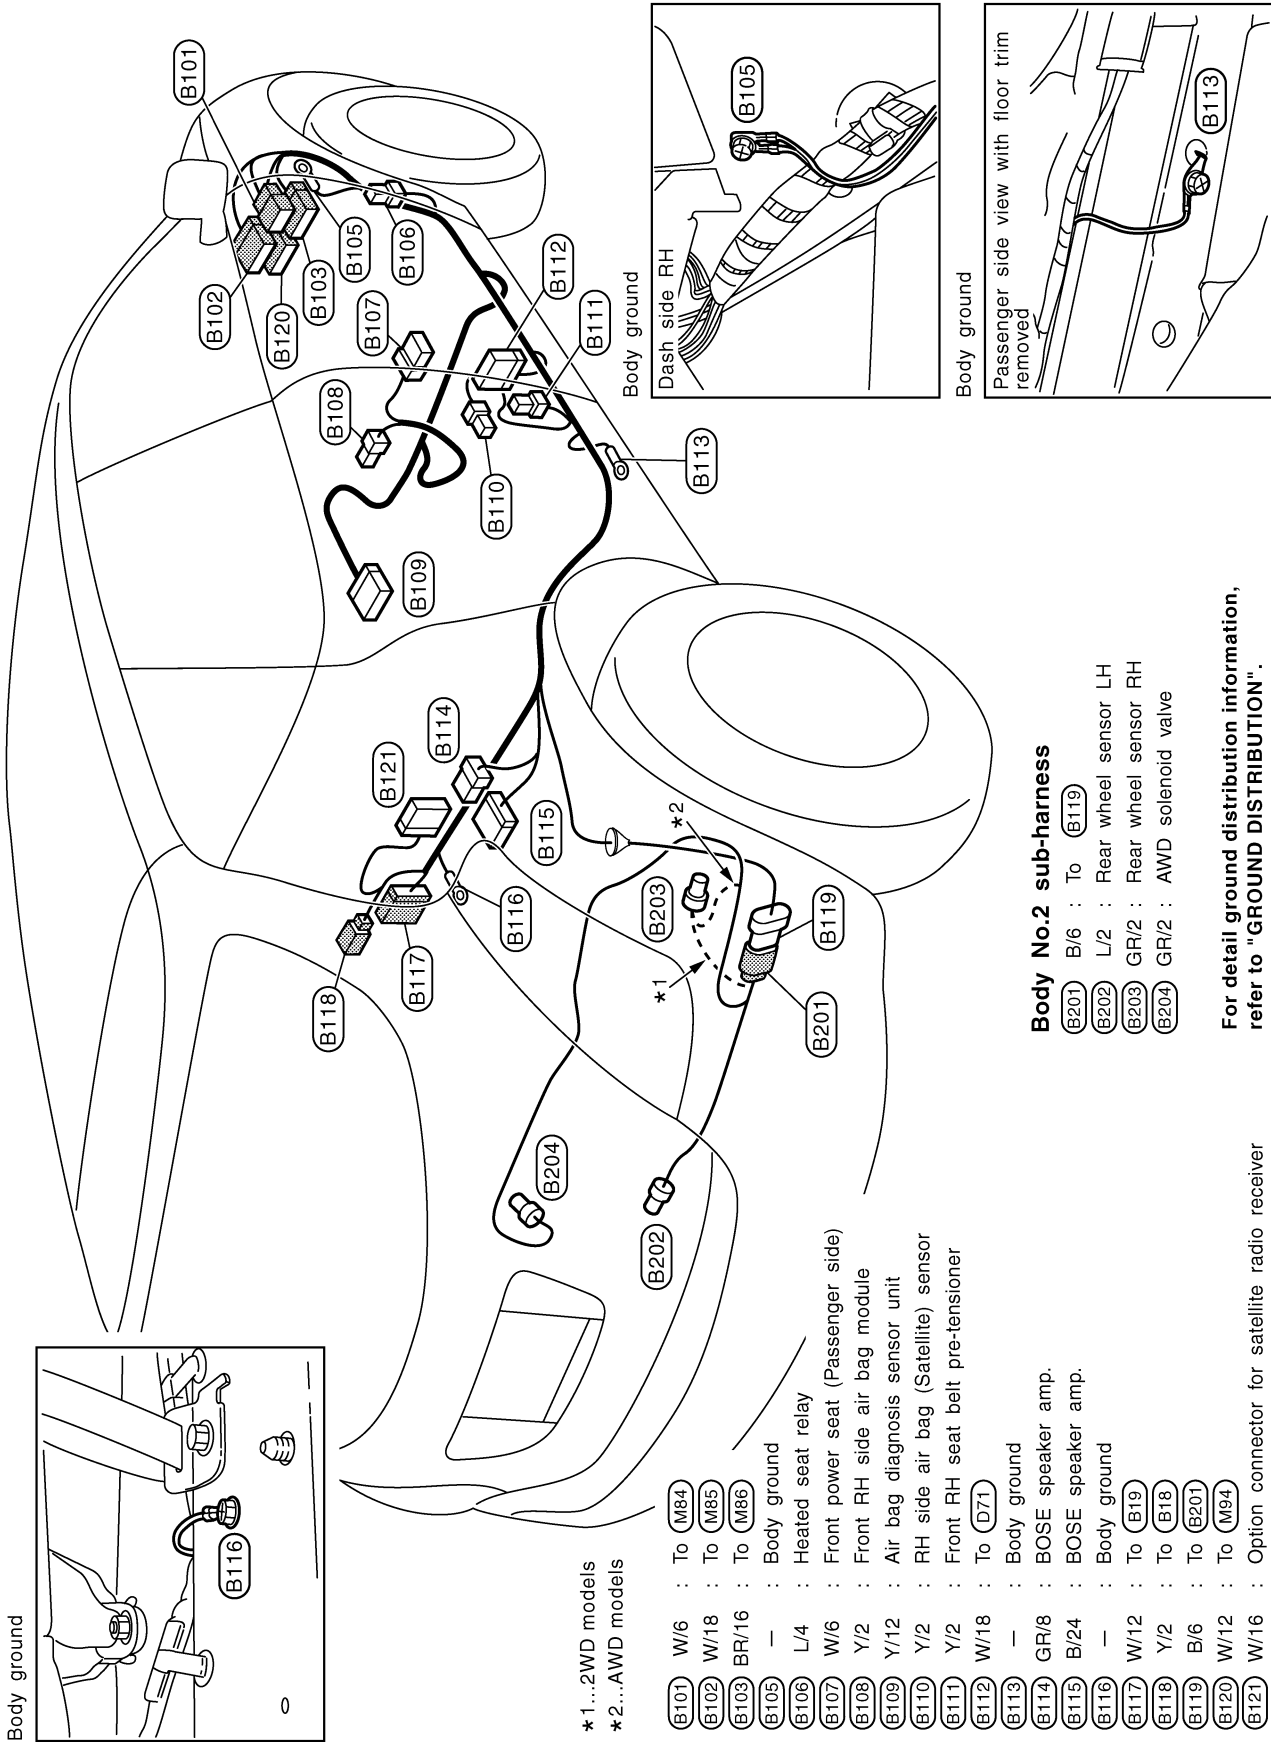 Body ground
B116
B101
B102
B120
B103
B105
B106
B107
B108
B112
B111
B110
B113
B109
B114
B121
B115
B116
B117
B118
B203
B119
B201
B204
B202
*1
*2
Body ground
Dash side RH
B105
Body ground
Passenger side view with floor trim
removed
B113
*1...2WD models
*2...AWD models
B101 W/6 : To M84
B102 W/18 : To M85
B103 BR/16 : To M86
B105 – : Body ground
B106 L/4 : Heated seat relay
B107 W/6 : Front power seat (Passenger side)
B108 Y/2 : Front RH side air bag module
B109 Y/12 : Air bag diagnosis sensor unit
B110 Y/2 : RH side air bag (Satellite) sensor
B111 Y/2 : Front RH seat belt pre-tensioner
B112 W/18 : To D71
B113 – : Body ground
B114 GR/8 : BOSE speaker amp.
B115 B/24 : BOSE speaker amp.
B116 – : Body ground
B117 W/12 : To B19
B118 Y/2 : To B18
B119 B/6 : To B201
B120 W/12 : To M94
B121 W/16 : Option connector for satellite radio receiver
Body No.2 sub-harness
B201 B/6 : To B119
B202 L/2 : Rear wheel sensor LH
B203 GR/2 : Rear wheel sensor RH
B204 GR/2 : AWD solenoid valve
For detail ground distribution information,
refer to "GROUND DISTRIBUTION".